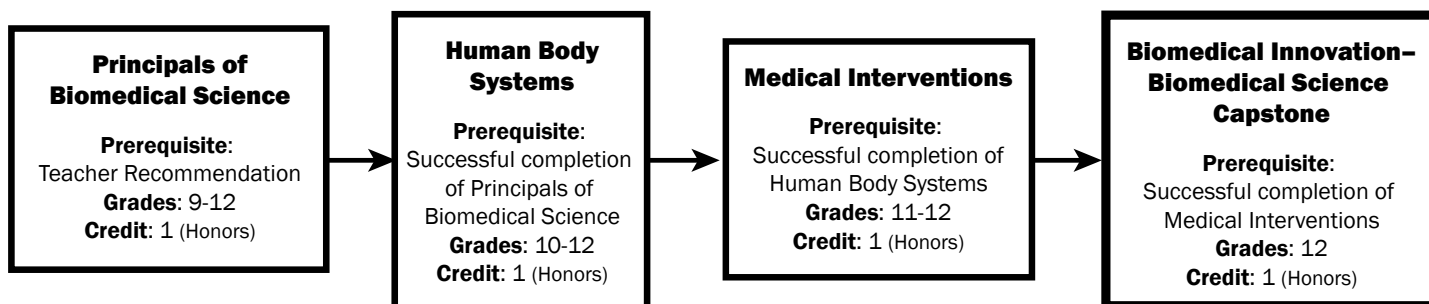 Principals of
Biomedical Science
Prerequisite:
Teacher Recommendation
Grades: 9-12
Credit: 1 (Honors)
Human Body
Systems
Prerequisite:
Successful completion
of Principals of
Biomedical Science
Grades: 10-12
Credit: 1 (Honors)
Medical Interventions
Prerequisite:
Successful completion of
Human Body Systems
Grades: 11-12
Credit: 1 (Honors)
Biomedical Innovation–
Biomedical Science
Capstone
Prerequisite:
Successful completion of
Medical Interventions
Grades: 12
Credit: 1 (Honors)